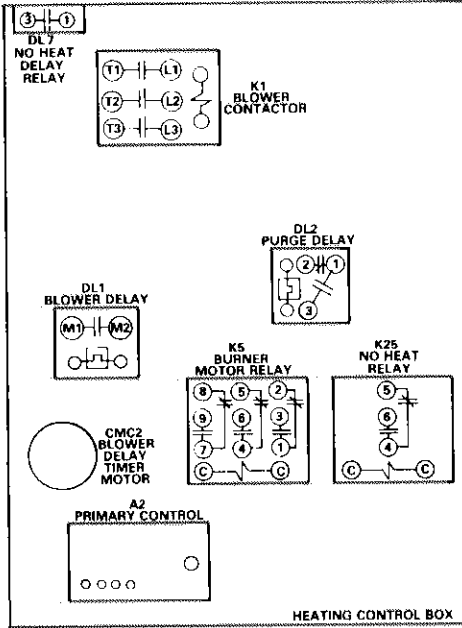 3 1
DL7
NO HEAT
DELAY
RELAY
T1 L1
T2 L2
T3 L3
K1
BLOWER
CONTACTOR
DL2
PURGE DELAY
2 1
3
DL1
BLOWER DELAY
M1 M2
K5
BURNER
MOTOR RELAY
8 5 2
9 6 3
7 4 1
C C
K25
NO HEAT
RELAY
5
6
4
C C
CMC2
BLOWER
DELAY
TIMER
MOTOR
A2
PRIMARY CONTROL
HEATING CONTROL BOX